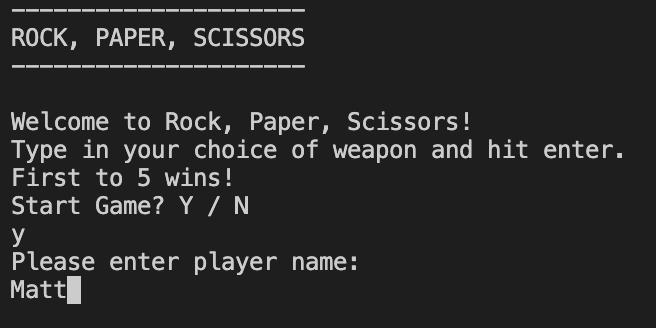 ---------------------
ROCK, PAPER, SCISSORS
---------------------
Welcome to Rock, Paper, Scissors!
Type in your choice of weapon and hit enter.
First to 5 wins!
Start Game? Y / N
y
Please enter player name:
Matt